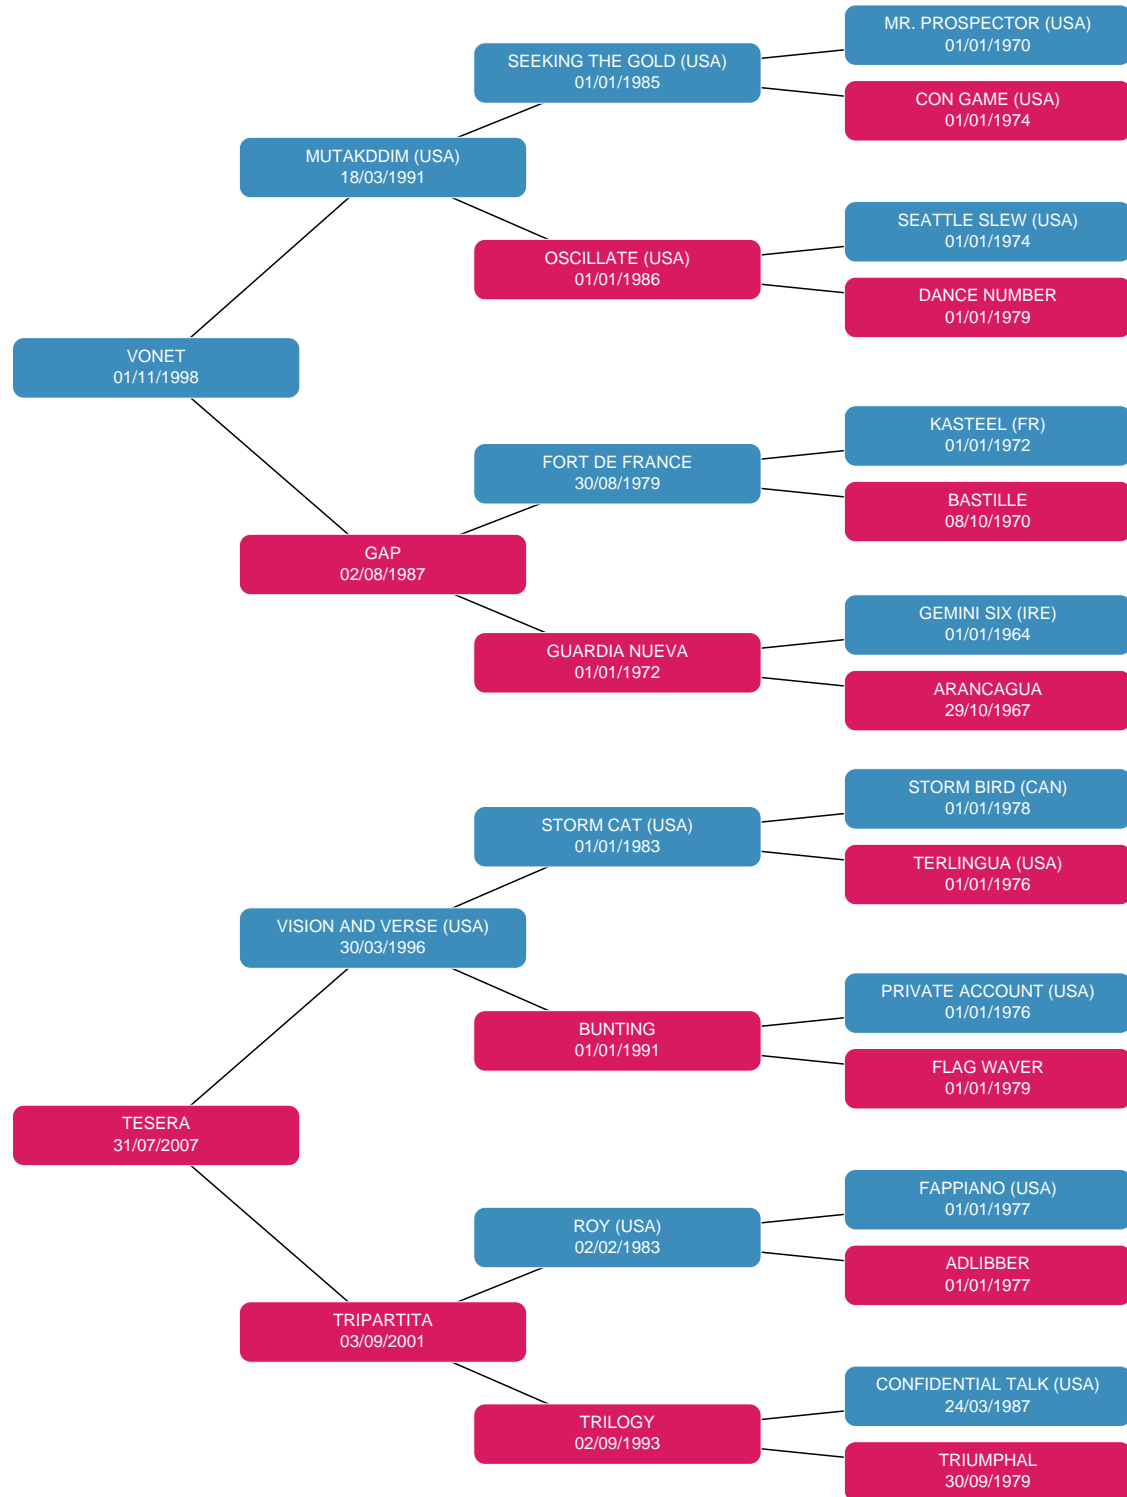 MR. PROSPECTOR (USA)
01/01/1970
SEEKING THE GOLD (USA)
01/01/1985
CON GAME (USA)
01/01/1974
MUTAKDDIM (USA)
18/03/1991
SEATTLE SLEW (USA)
01/01/1974
OSCILLATE (USA)
01/01/1986
DANCE NUMBER
01/01/1979
VONET
01/11/1998
KASTEEL (FR)
01/01/1972
FORT DE FRANCE
30/08/1979
BASTILLE
08/10/1970
GAP
02/08/1987
GEMINI SIX (IRE)
01/01/1964
GUARDIA NUEVA
01/01/1972
ARANCAGUA
29/10/1967
STORM BIRD (CAN)
01/01/1978
STORM CAT (USA)
01/01/1983
TERLINGUA (USA)
01/01/1976
VISION AND VERSE (USA)
30/03/1996
PRIVATE ACCOUNT (USA)
01/01/1976
BUNTING
01/01/1991
FLAG WAVER
01/01/1979
TESERA
31/07/2007
FAPPIANO (USA)
01/01/1977
ROY (USA)
02/02/1983
ADLIBBER
01/01/1977
TRIPARTITA
03/09/2001
CONFIDENTIAL TALK (USA)
24/03/1987
TRILOGY
02/09/1993
TRIUMPHAL
30/09/1979